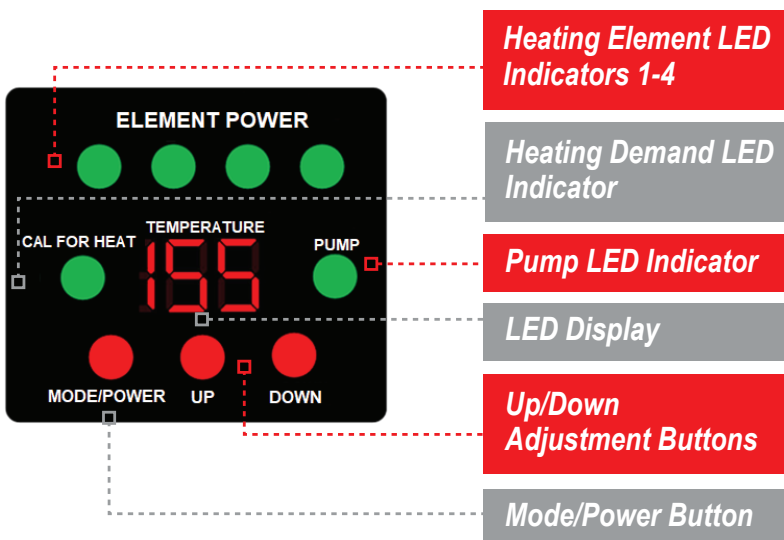 Heating Element LED
Indicators 1-4
ELEMENT POWER
Heating Demand LED
Indicator
CAL FOR HEAT
TEMPERATURE
155
PUMP
Pump LED Indicator
LED Display
MODE/POWER
UP
DOWN
Up/Down
Adjustment Buttons
Mode/Power Button